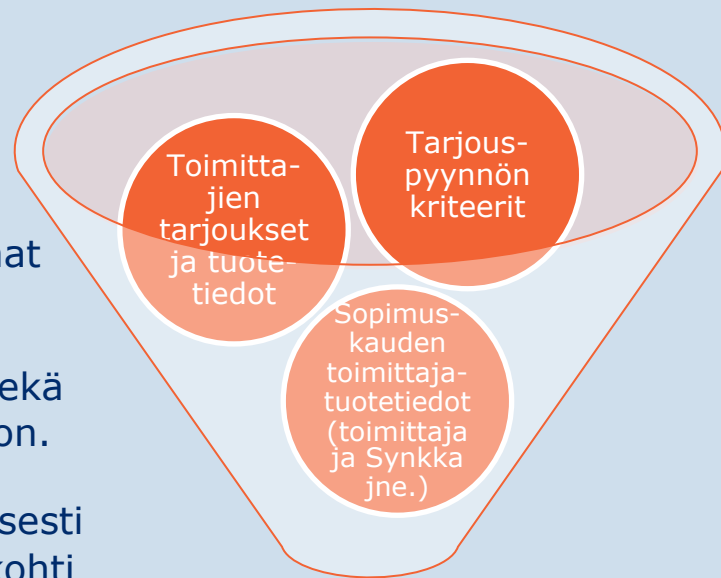 Toimitta-
jien
tarjoukset
ja tuote-
tiedot
Tarjous-
pyynnön
kriteerit
Sopimus-
kauden
toimittaja-
tuotetiedot
(toimittaja
ja Synkka
jne.)